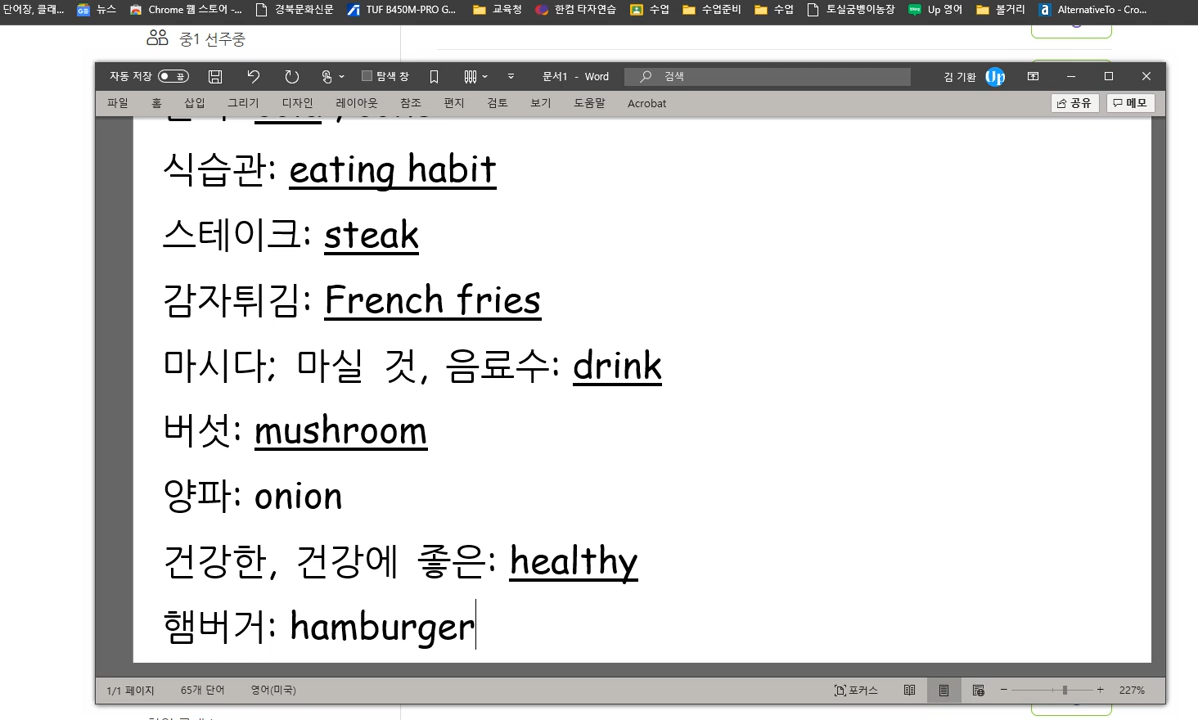 단어장, 클래... 뉴스 Chrome 웹 스토어 -... 경북문화신문 TUF B450M-PRO G... 교육청 한컴 타자연습 수업 수업준비 수업 토실궁뱅이농장 Up 영어 볼거리 AlternativeTo - Cro...
중1 선주중
자동 저장 끔 탐색 창 문서1 - Word 검색 김 기환 Up
파일 홈 삽입 그리기 디자인 레이아웃 참조 편지 검토 보기 도움말 Acrobat 공유 메모
식습관: eating habit
스테이크: steak
감자튀김: French fries
마시다; 마실 것, 음료수: drink
버섯: mushroom
양파: onion
건강한, 건강에 좋은: healthy
햄버거: hamburger
1/1 페이지 65개 단어 영어(미국) 포커스 227%